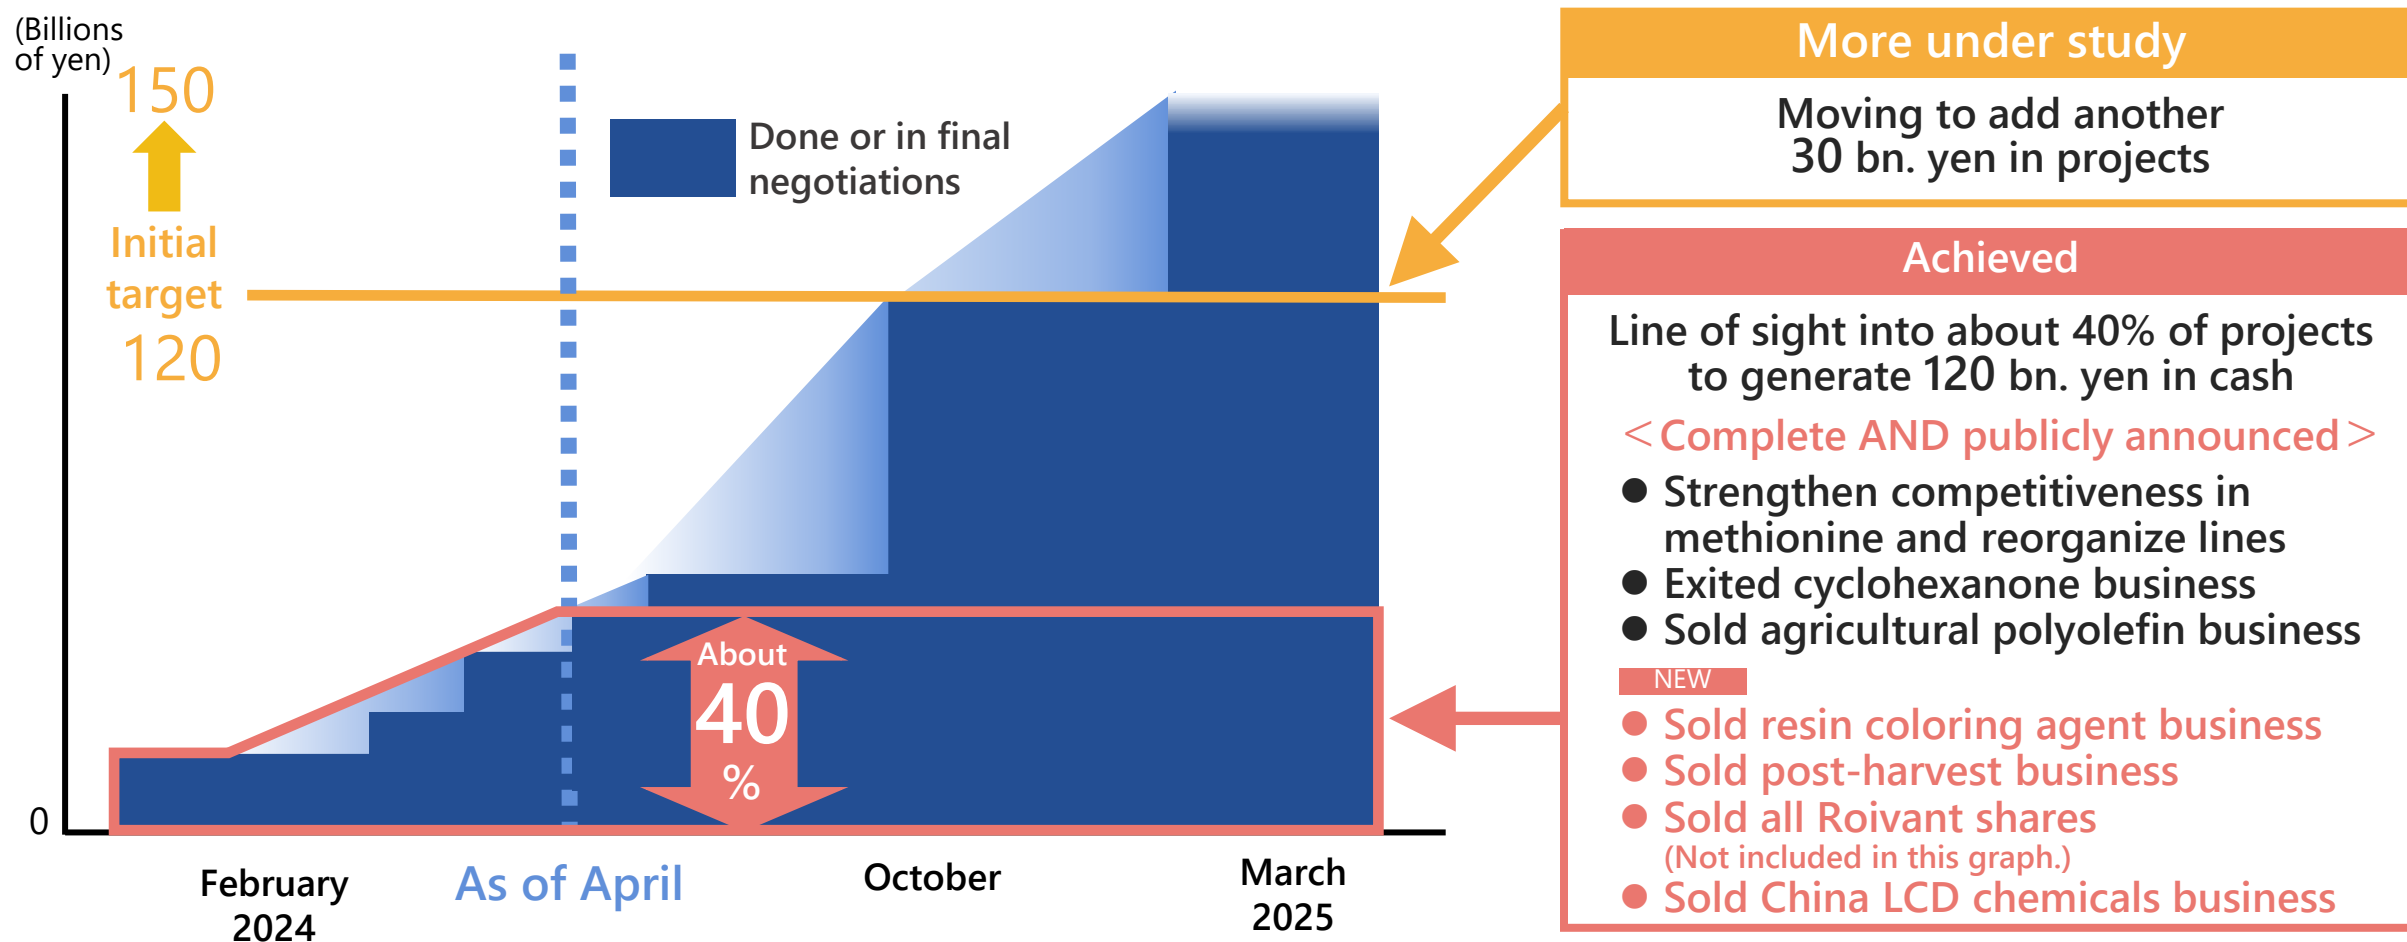 (Billions
of yen)
150
Initial
target
120
0
Done or in final
negotiations
About
40
%
February
2024
As of April
October
March
2025
More under study
Moving to add another
30 bn. yen in projects
Achieved
Line of sight into about 40% of projects
to generate 120 bn. yen in cash
<Complete AND publicly announced>
● Strengthen competitiveness in
methionine and reorganize lines
● Exited cyclohexanone business
● Sold agricultural polyolefin business
NEW
● Sold resin coloring agent business
● Sold post-harvest business
● Sold all Roivant shares
(Not included in this graph.)
● Sold China LCD chemicals business